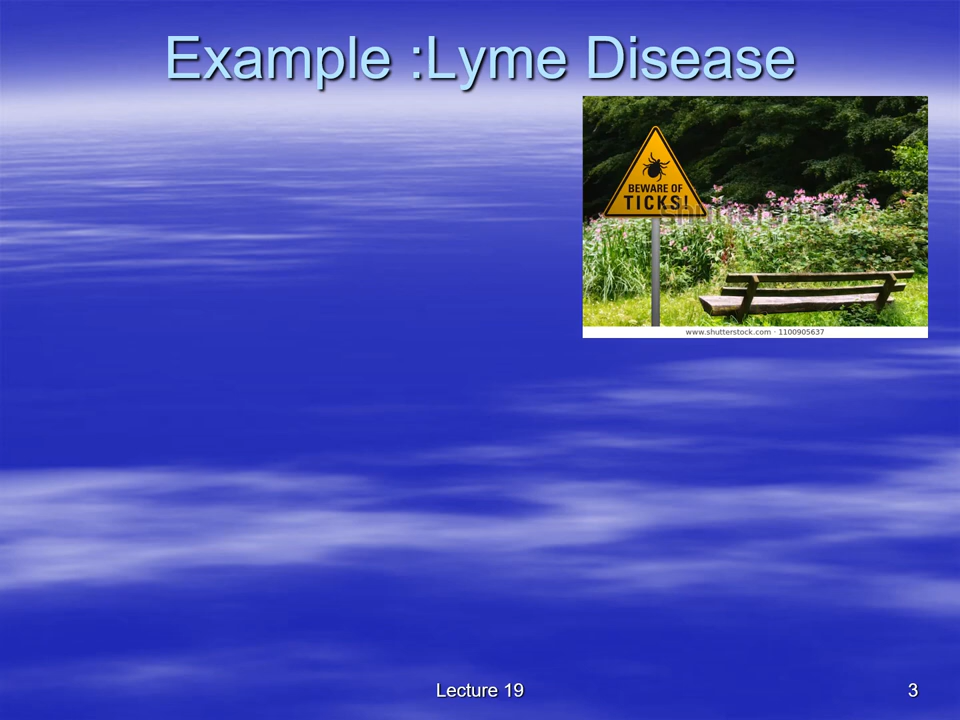 Example :Lyme Disease
BEWARE OF
TICKS!
www.shutterstock.com · 1100905637
Lecture 19
3